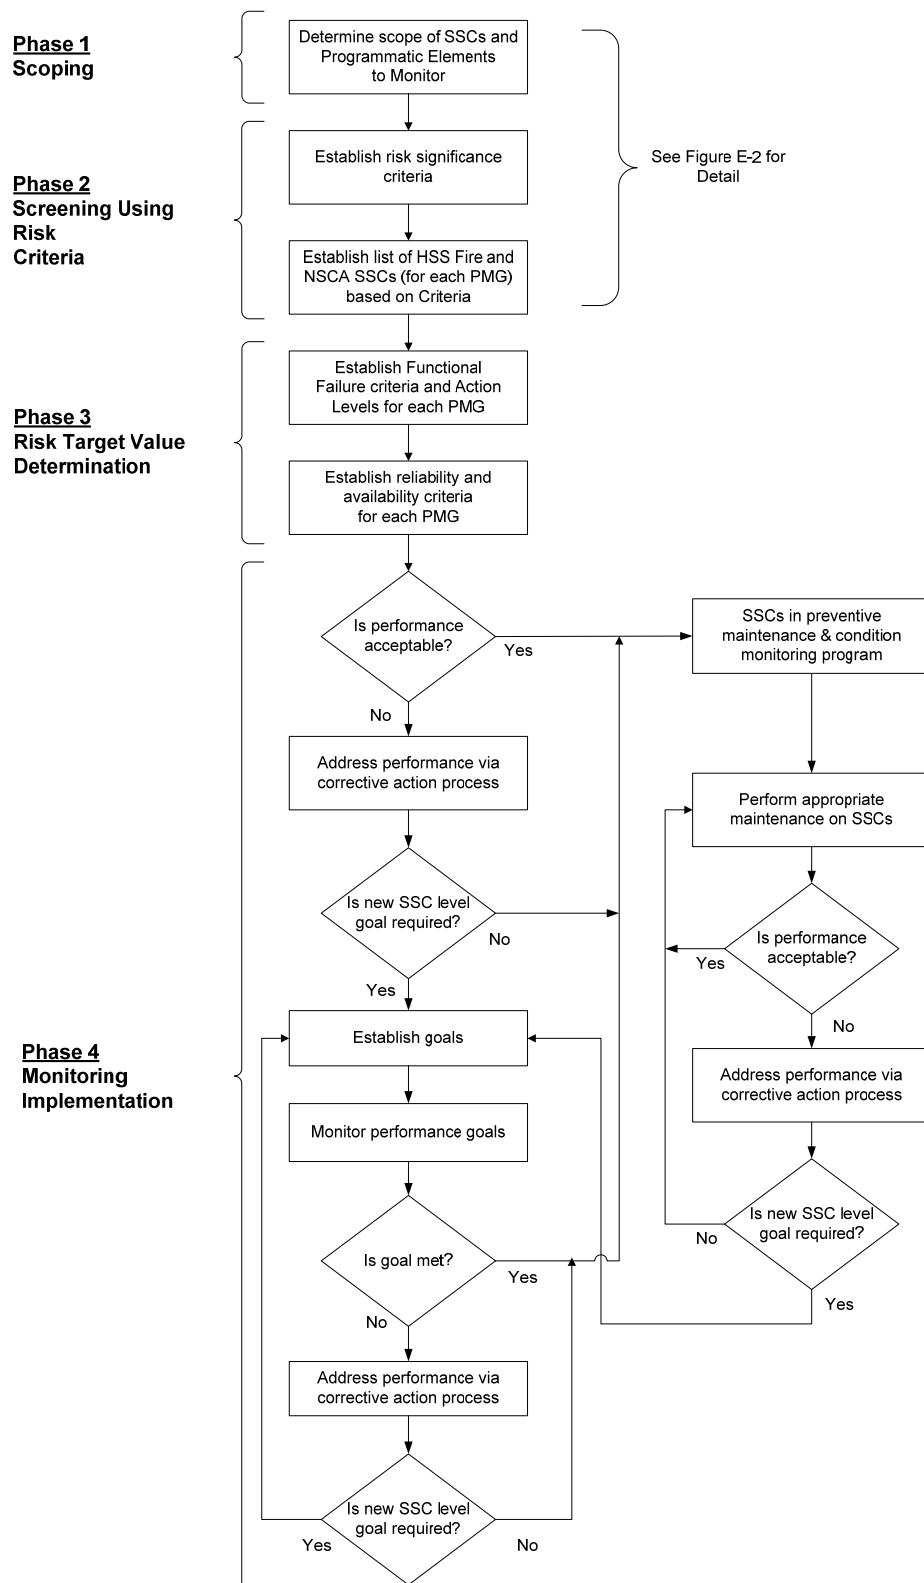 Phase 1
Scoping
Determine scope of SSCs and
Programmatic Elements
to Monitor
Phase 2
Screening Using
Risk
Criteria
Establish risk significance
criteria
See Figure E-2 for
Detail
Establish list of HSS Fire and
NSCA SSCs (for each PMG)
based on Criteria
Phase 3
Risk Target Value
Determination
Establish Functional
Failure criteria and Action
Levels for each PMG
Establish reliability and
availability criteria
for each PMG
Phase 4
Monitoring
Implementation
Is performance
acceptable?
Yes
No
Address performance via
corrective action process
Is new SSC level
goal required?
No
Yes
Establish goals
Monitor performance goals
Is goal met?
Yes
No
Address performance via
corrective action process
Is new SSC level
goal required?
Yes
No
SSCs in preventive
maintenance & condition
monitoring program
Perform appropriate
maintenance on SSCs
Is performance
acceptable?
Yes
No
Address performance via
corrective action process
Is new SSC level
goal required?
No
Yes